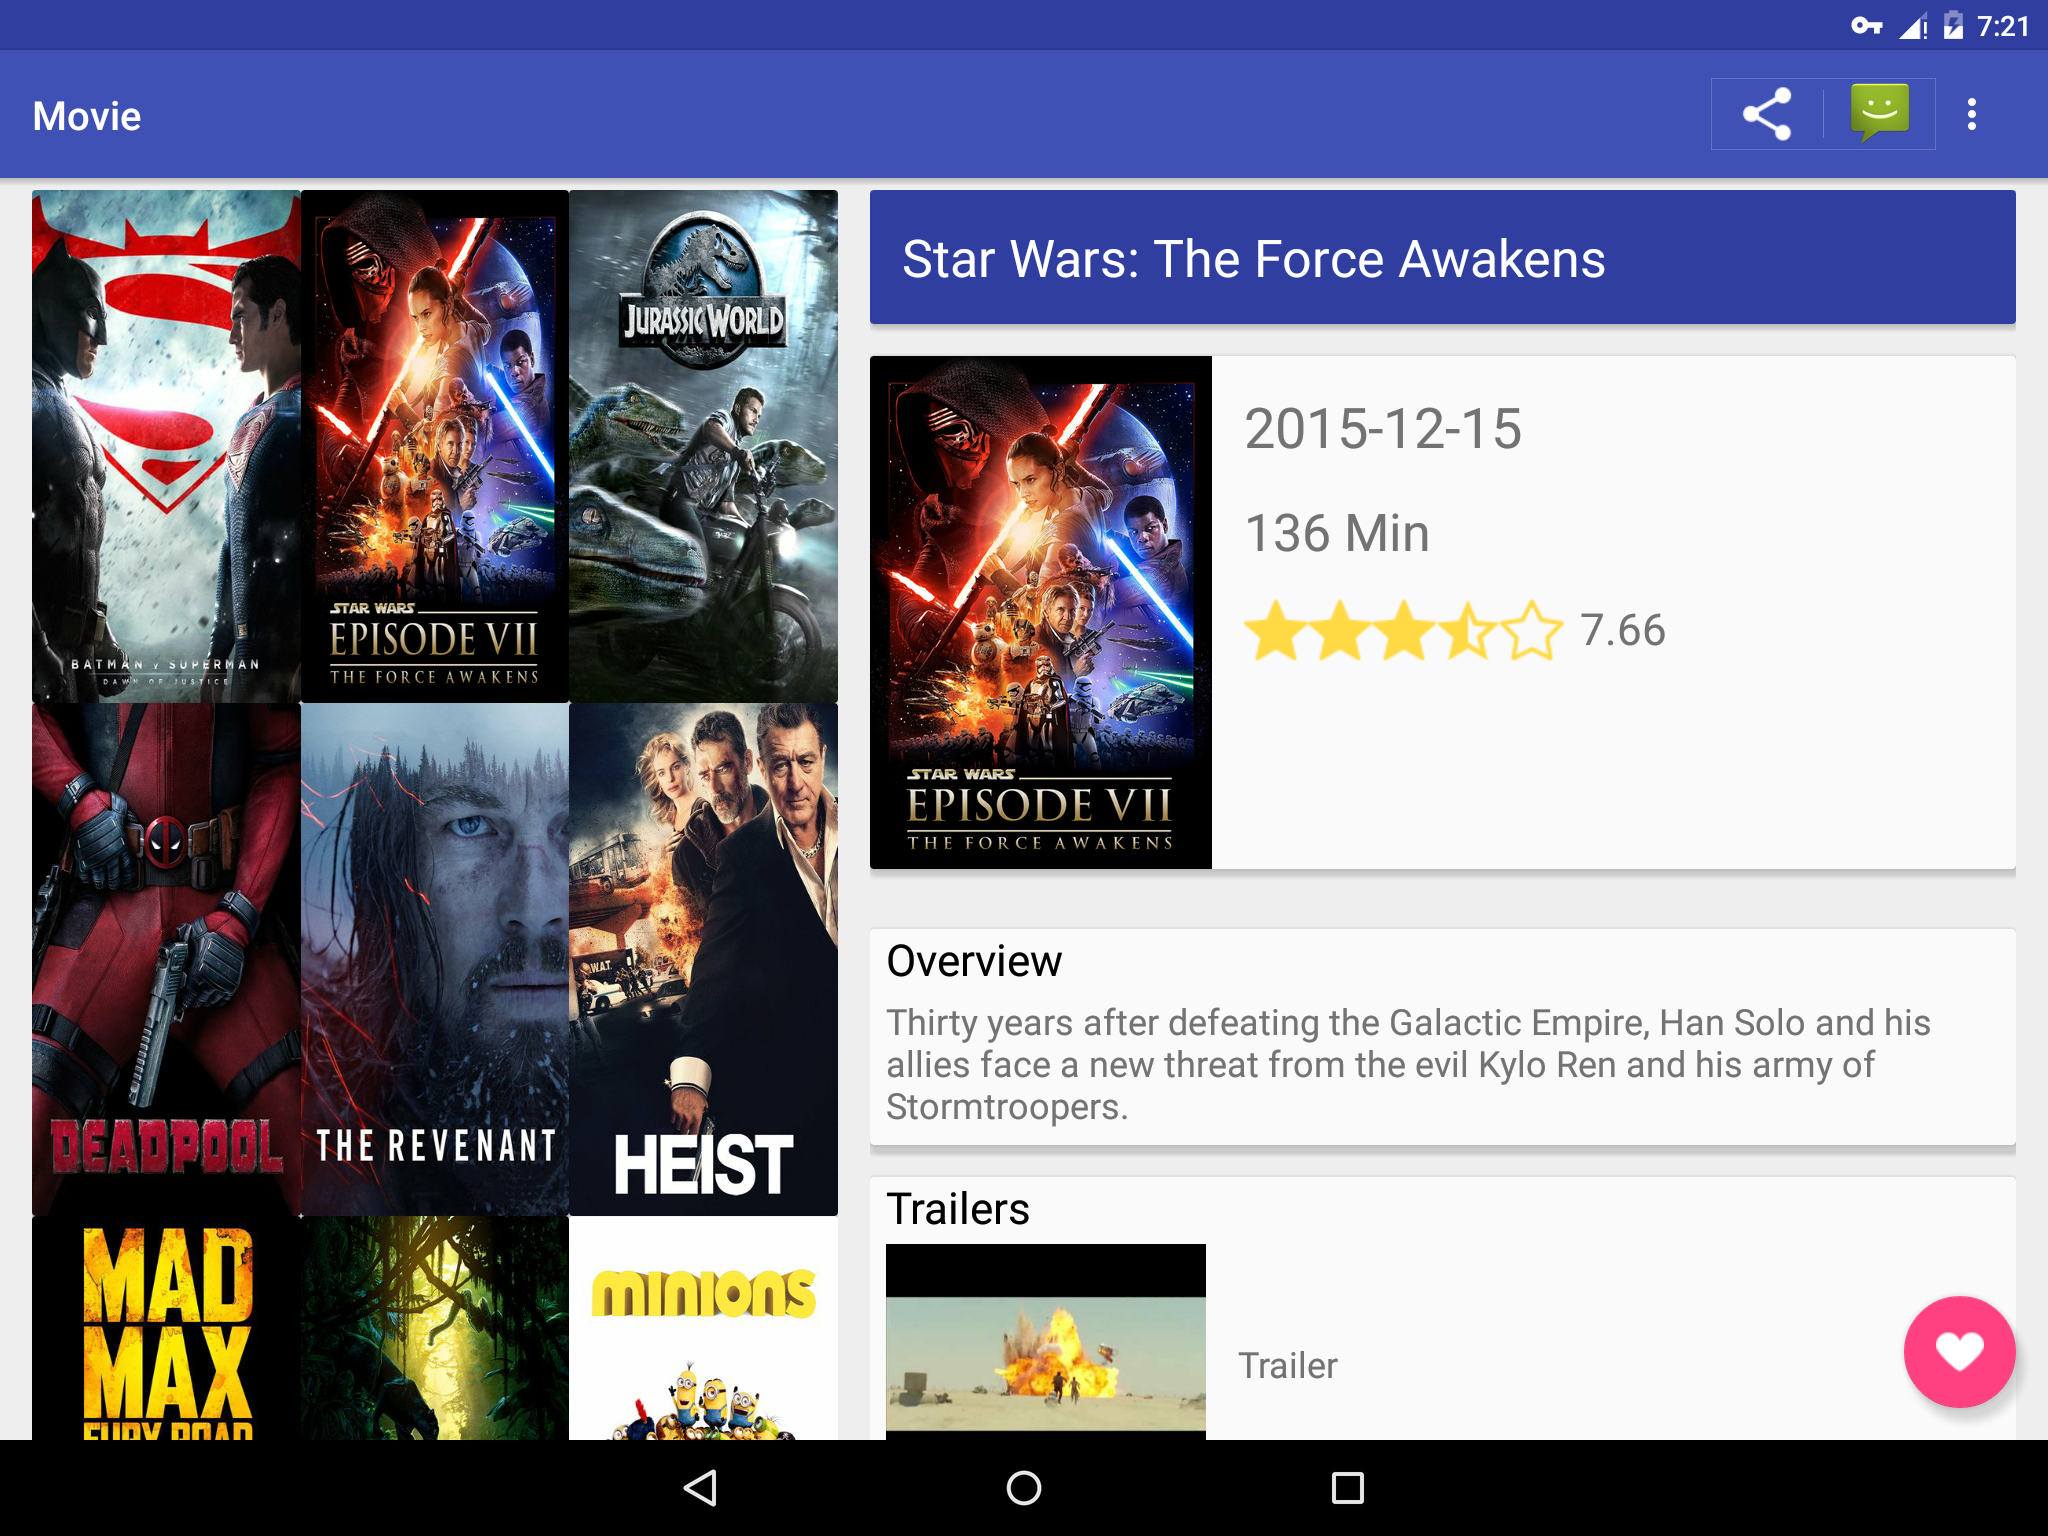 7:21
Movie
BATMAN V SUPERMAN
DAWN OF JUSTICE
STAR WARS
EPISODE VII
THE FORCE AWAKENS
JURASSIC WORLD
DEADPOOL
THE REVENANT
HEIST
MAD
MAX
FURY ROAD
minions
Star Wars: The Force Awakens
STAR WARS
EPISODE VII
THE FORCE AWAKENS
2015-12-15
136 Min
7.66
Overview
Thirty years after defeating the Galactic Empire, Han Solo and his
allies face a new threat from the evil Kylo Ren and his army of
Stormtroopers.
Trailers
Trailer